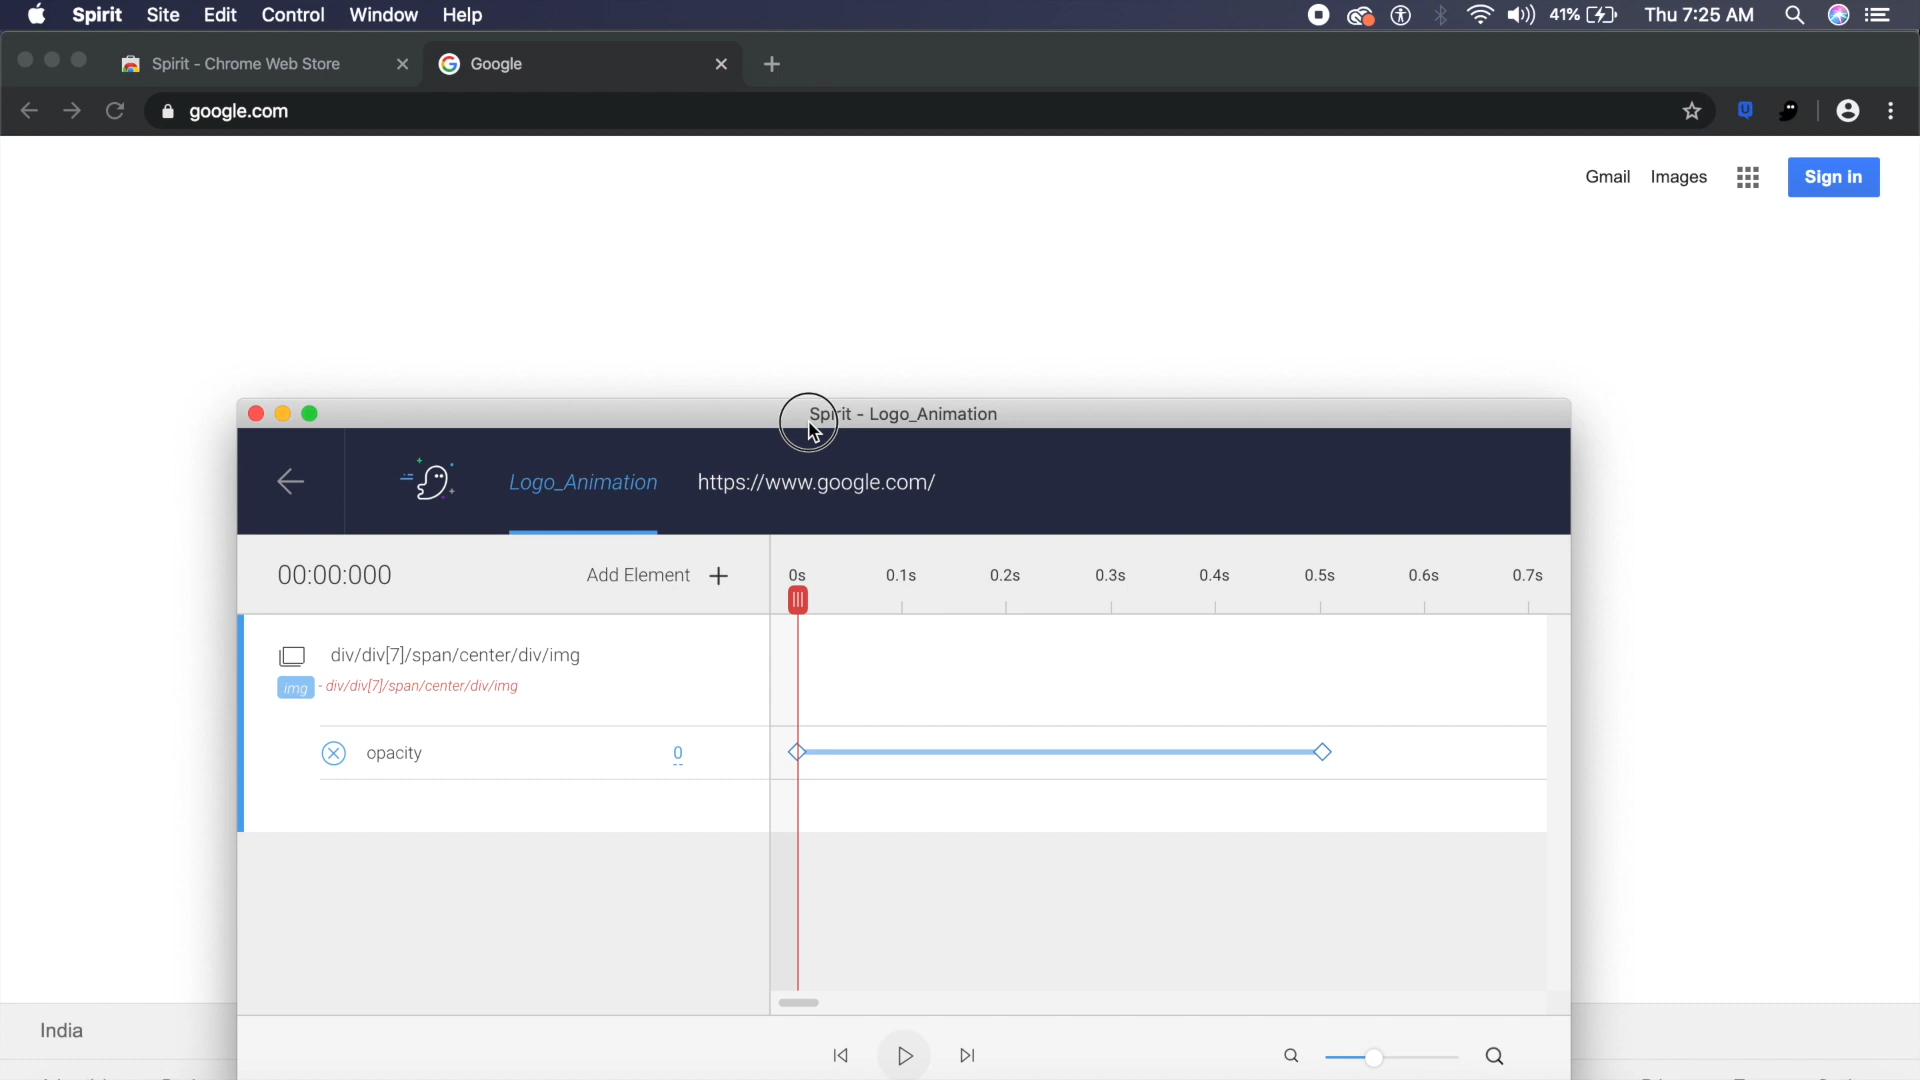 Spirit Site Edit Control Window Help 41% Thu 7:25 AM
Spirit - Chrome Web Store Google
google.com
Gmail Images Sign in
Spirit - Logo_Animation
Logo_Animation https://www.google.com/
00:00:000 Add Element + 0s 0.1s 0.2s 0.3s 0.4s 0.5s 0.6s 0.7s
div/div[7]/span/center/div/img
img - div/div[7]/span/center/div/img
opacity 0
India